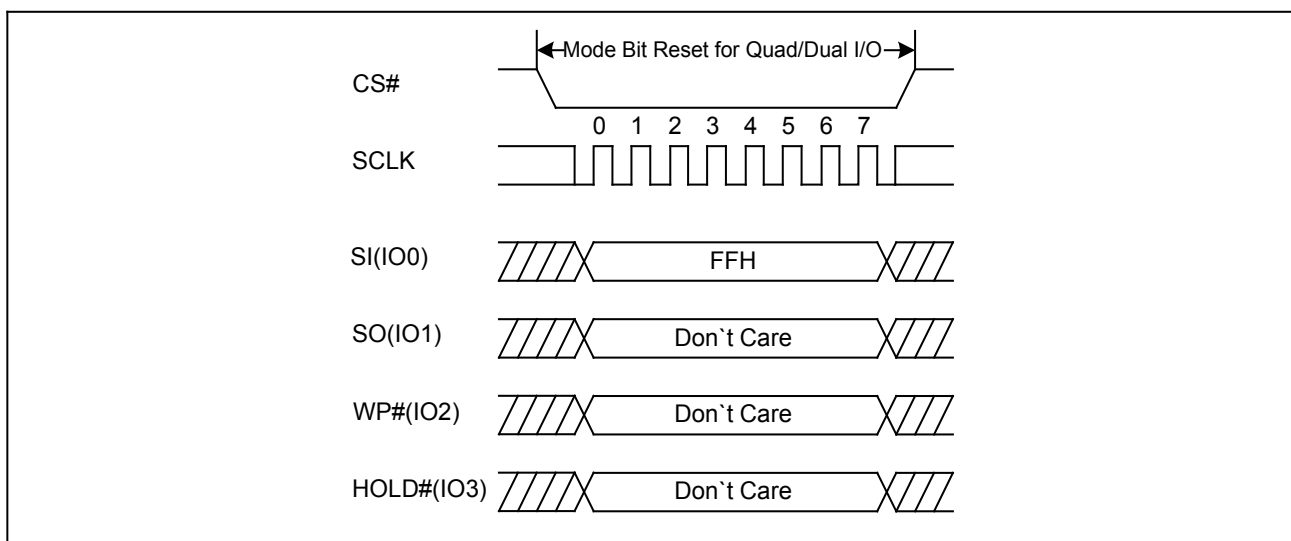 Mode Bit Reset for Quad/Dual I/O
CS#
0 1 2 3 4 5 6 7
SCLK
SI(IO0) FFH
SO(IO1) Don`t Care
WP#(IO2) Don`t Care
HOLD#(IO3) Don`t Care